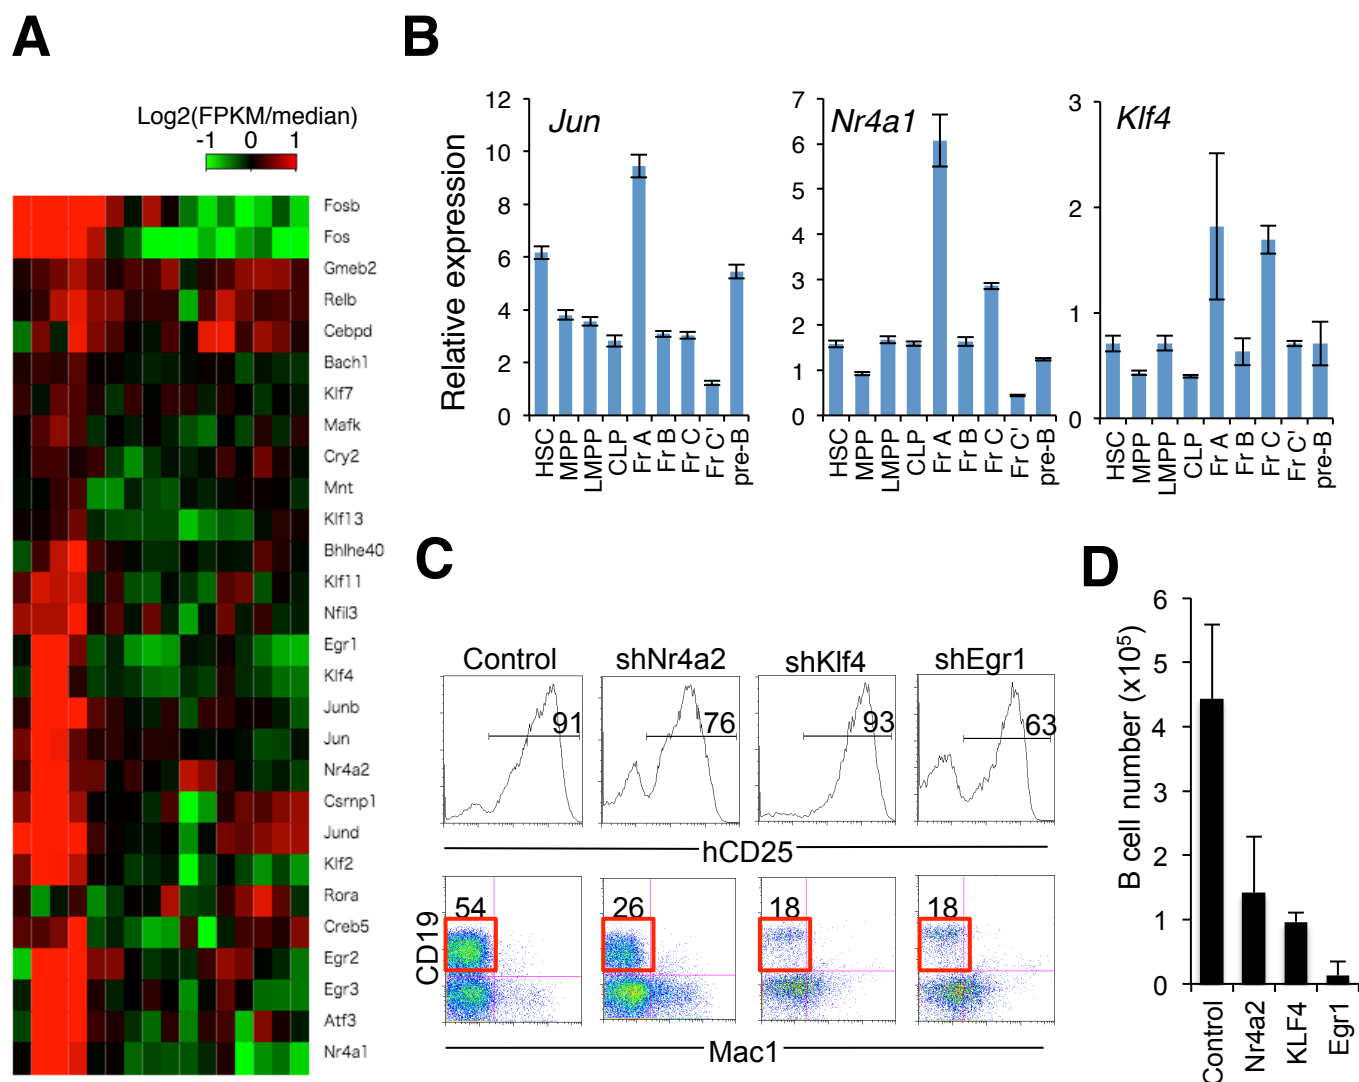 A
Log2(FPKM/median)
-1 0 1
Fosb
Fos
Gmeb2
Relb
Cebpd
Bach1
Klf7
Mafk
Cry2
Mnt
Klf13
Bhlhe40
Klf11
Nfil3
Egr1
Klf4
Junb
Jun
Nr4a2
Csrnp1
Jund
Klf2
Rora
Creb5
Egr2
Egr3
Atf3
Nr4a1
B
Relative expression
Jun
12
10
8
6
4
2
0
HSC MPP LMPP CLP Fr A Fr B Fr C Fr C' pre-B
Nr4a1
7
6
5
4
3
2
1
0
HSC MPP LMPP CLP Fr A Fr B Fr C Fr C' pre-B
Klf4
3
2
1
0
HSC MPP LMPP CLP Fr A Fr B Fr C Fr C' pre-B
C
Control shNr4a2 shKlf4 shEgr1
91 76 93 63
hCD25
54 26 18 18
CD19
Mac1
D
B cell number (x10⁵)
6
5
4
3
2
1
0
Control Nr4a2 KLF4 Egr1